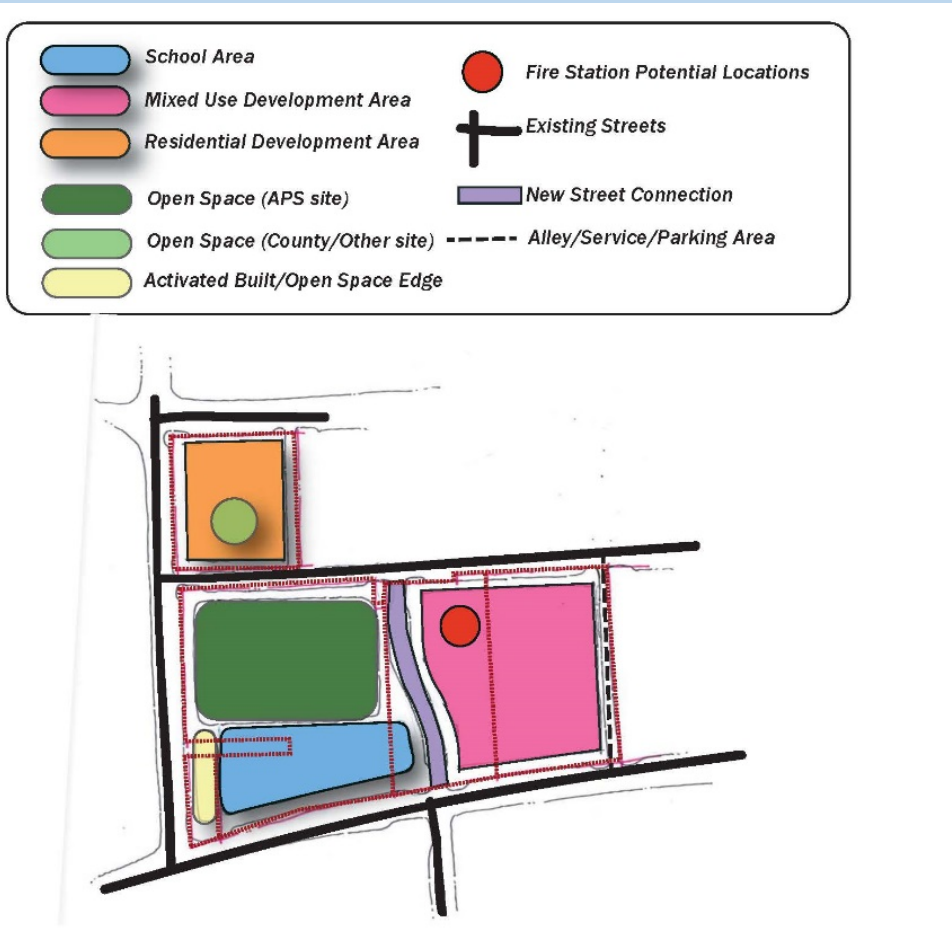 School Area
Mixed Use Development Area
Residential Development Area
Open Space (APS site)
Open Space (County/Other site)
Activated Built/Open Space Edge
Fire Station Potential Locations
Existing Streets
New Street Connection
Alley/Service/Parking Area